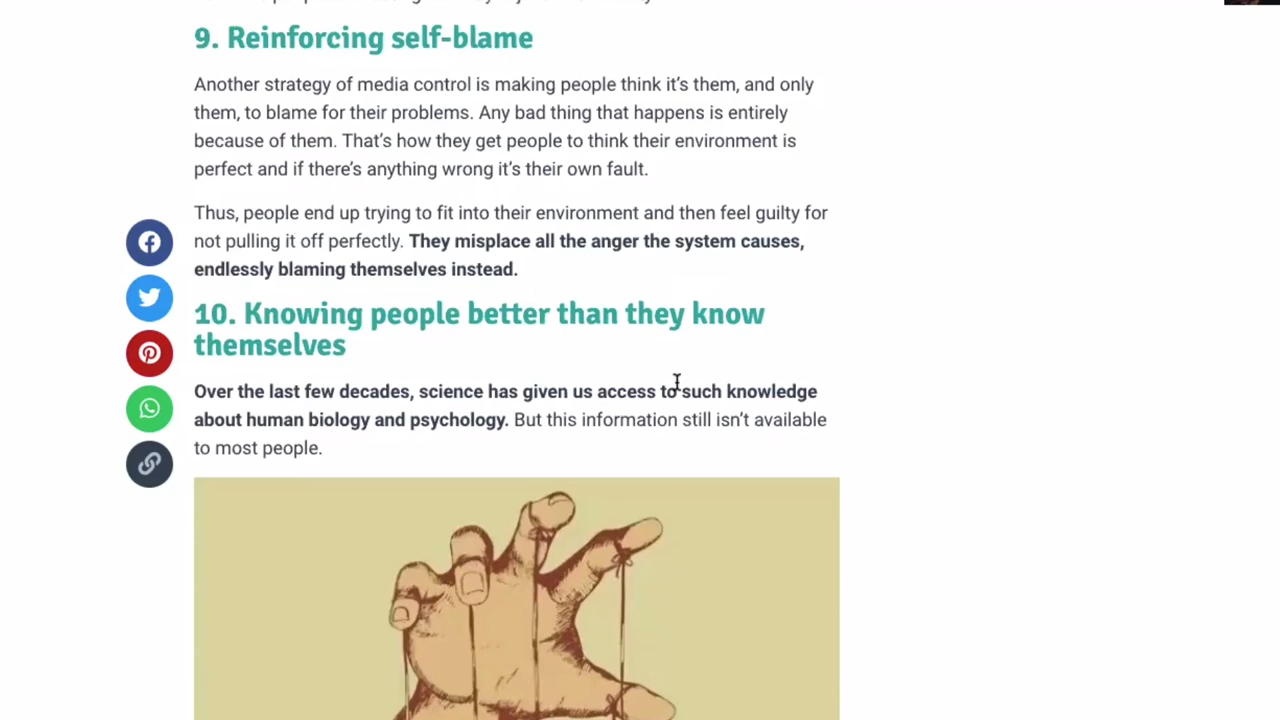 9. Reinforcing self-blame
Another strategy of media control is making people think it's them, and only
them, to blame for their problems. Any bad thing that happens is entirely
because of them. That's how they get people to think their environment is
perfect and if there's anything wrong it's their own fault.
Thus, people end up trying to fit into their environment and then feel guilty for
not pulling it off perfectly. They misplace all the anger the system causes,
endlessly blaming themselves instead.
10. Knowing people better than they know
themselves
Over the last few decades, science has given us access to such knowledge
about human biology and psychology. But this information still isn't available
to most people.